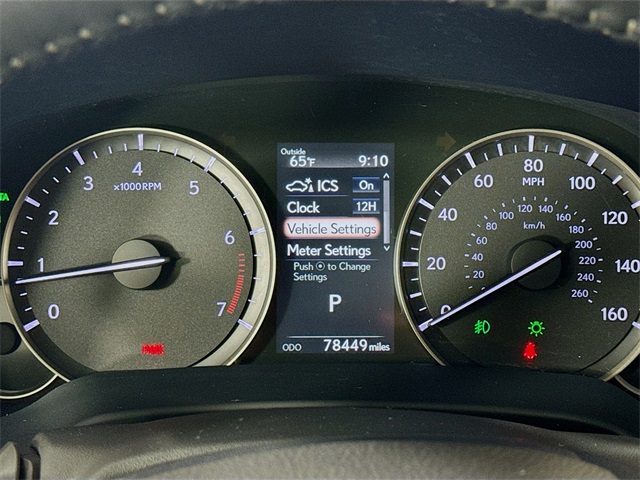 Outside
65°F 9:10
ICS On
Clock 12H
Vehicle Settings
Meter Settings
Push ⊙ to Change
Settings
P
ODO 78449 miles
0 1 2 3 4 5 6 7
×1000RPM
0 20 40 60 80 100 120 140 160
MPH
20 40 60 80 100 120 140 160 180 200 220 240 260
km/h